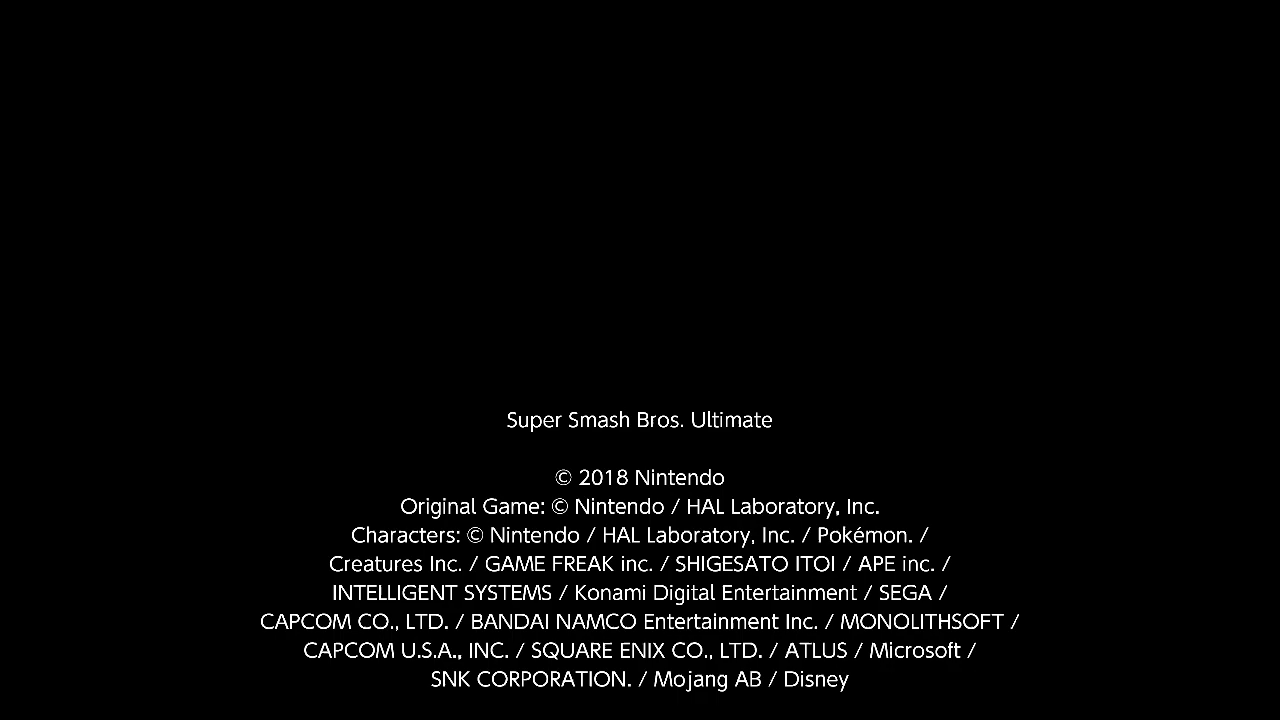 Super Smash Bros. Ultimate
© 2018 Nintendo
Original Game: © Nintendo / HAL Laboratory, Inc.
Characters: © Nintendo / HAL Laboratory, Inc. / Pokémon. /
Creatures Inc. / GAME FREAK inc. / SHIGESATO ITOI / APE inc. /
INTELLIGENT SYSTEMS / Konami Digital Entertainment / SEGA /
CAPCOM CO., LTD. / BANDAI NAMCO Entertainment Inc. / MONOLITHSOFT /
CAPCOM U.S.A., INC. / SQUARE ENIX CO., LTD. / ATLUS / Microsoft /
SNK CORPORATION. / Mojang AB / Disney